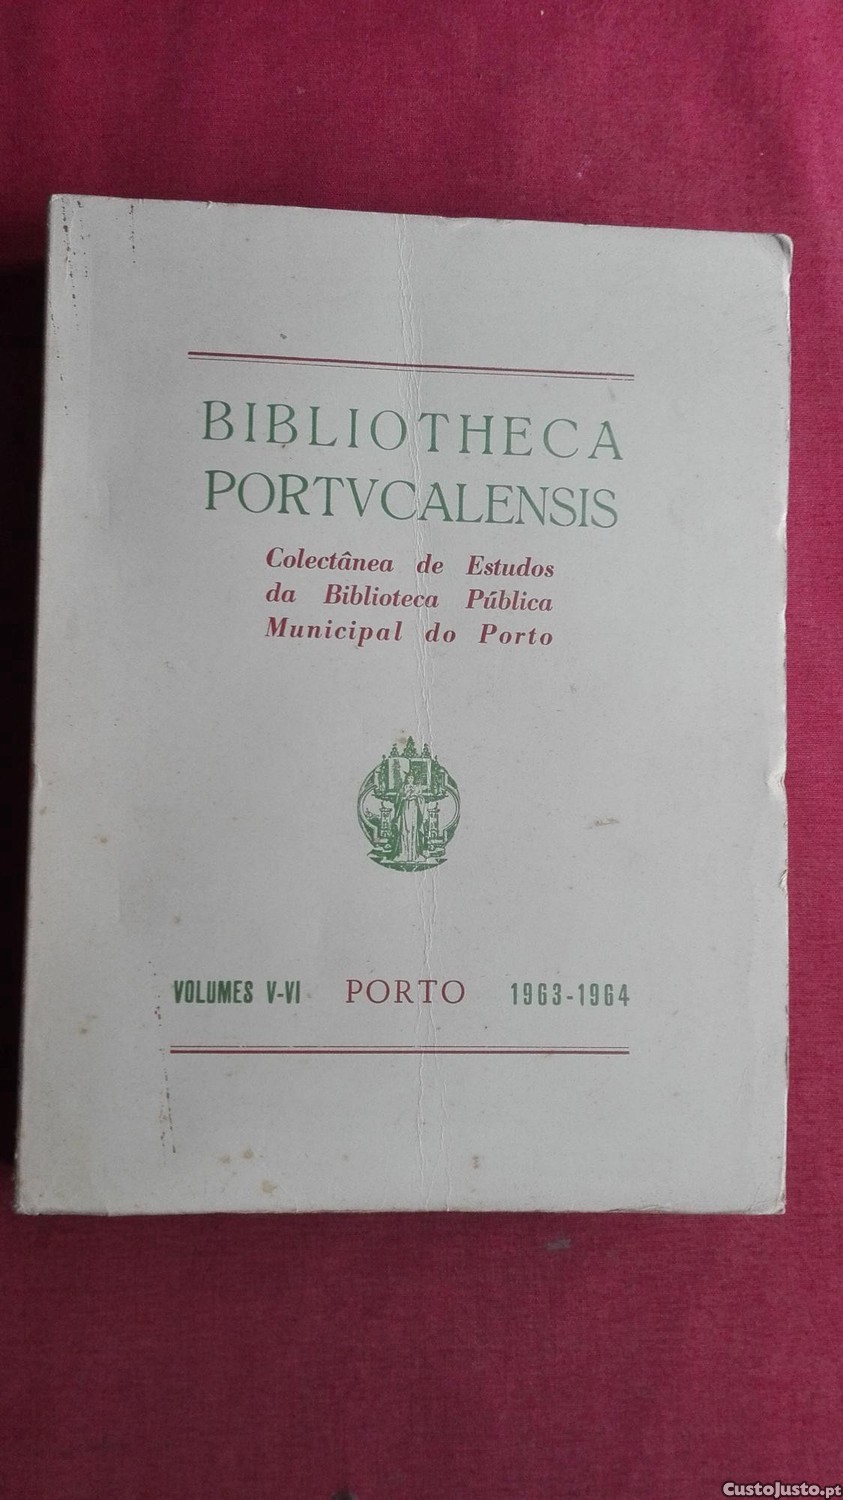 BIBLIOTHECA
PORTVCALENSIS
Colectânea de Estudos
da Biblioteca Pública
Municipal do Porto
VOLUMES V-VI PORTO 1963-1964
CustoJusto.pt